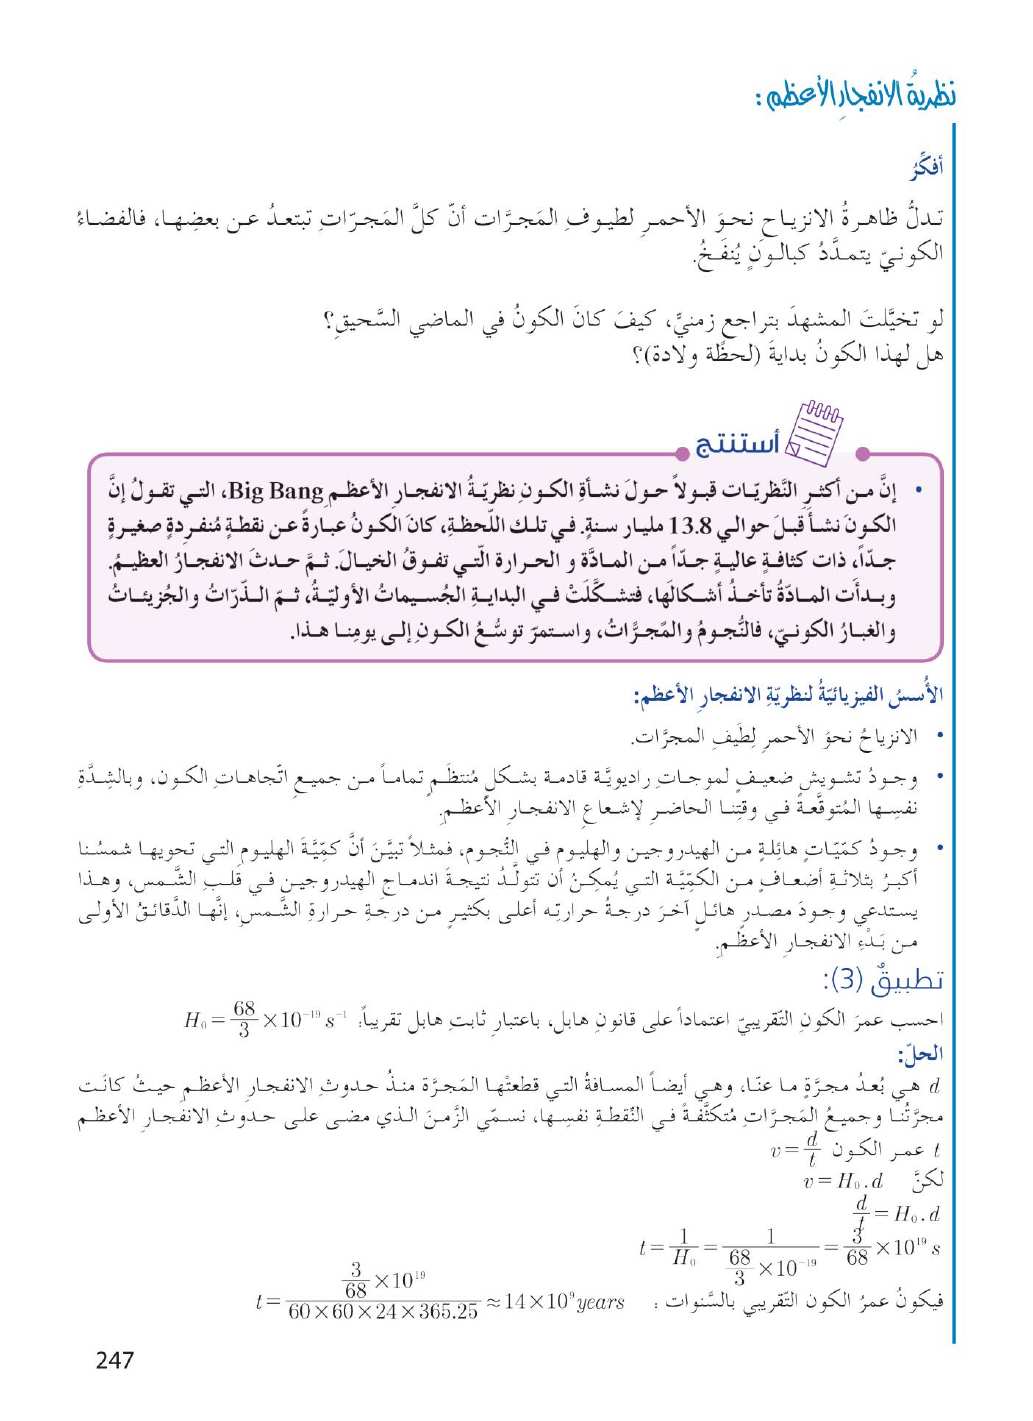 نظريةُ الانفجارِ الأعظم:
أفكِّرُ
تدلُّ ظاهرةُ الانزياحِ نحوَ الأحمرِ لطيوفِ المَجرَّات أنّ كلَّ المَجرّاتِ تبتعدُ عن بعضِها، فالفضاءُ
الكونيّ يتمدَّدُ كبالونٍ يُنفَخُ.
لو تخيَّلتَ المشهدَ بتراجعٍ زمنيٍّ، كيفَ كانَ الكونُ في الماضي السَّحيقِ؟
هل لهذا الكونُ بدايةَ (لحظّة ولادة)؟
أستنتج
• إنَّ من أكثرِ النَّظريّات قبولاً حولَ نشأةِ الكونِ نظريّةُ الانفجارِ الأعظمِ Big Bang، التي تقولُ إنَّ
الكونَ نشأَ قبلَ حوالي 13.8 مليار سنةٍ. في تلك اللّحظةِ، كانَ الكونُ عبارةً عن نقطةٍ مُنفردةٍ صغيرةٍ
جدّاً، ذات كثافةٍ عاليةٍ جدّاً من المادَّة و الحرارة الّتي تفوقُ الخيالَ. ثمَّ حدثَ الانفجارُ العظيمُ.
وبدأَت المادّةُ تأخذُ أشكالَها، فتشكَّلَتْ في البدايةِ الجُسيماتُ الأوليّةُ، ثمّ الذّرّاتُ والجُزيئاتُ
والغبارُ الكونيّ، فالنُّجومُ والمًجرَّاتُ، واستمرّ توسُّعُ الكونِ إلى يومِنا هذا.
الأُسسُ الفيزيائيّةُ لنظريّةِ الانفجارِ الأعظم:
• الانزياحُ نحوَ الأحمرِ لِطَيفِ المجرَّات.
• وجودُ تشويشٍ ضعيفٍ لموجاتٍ راديويَّة قادمة بشكلٍ مُنتظَمٍ تماماً من جميعِ اتّجاهاتِ الكون، وبالشِدَّةِ
نفسِها المُتوقَّعةِ في وقتِنا الحاضرِ لإشعاعِ الانفجارِ الأعظمِ.
• وجودُ كمّيّاتٍ هائِلةٍ من الهيدروجين والهليوم في النُّجوم، فمثلاً تبيَّنَ أنَّ كمّيَّةَ الهليومِ التي تحويها شمسُنا
أكبرُ بثلاثةِ أضعافٍ من الكمِّيَّة التي يُمكِنُ أن تتولَّدُ نتيجةَ اندماجِ الهيدروجينِ في قلبِ الشَّمس، وهذا
يستدعي وجودَ مصدرٍ هائلٍ آخرَ درجةُ حرارتِه أعلى بكثيرٍ من درجةِ حرارةِ الشَّمسِ، إنَّها الدَّقائقُ الأولى
من بَدْءِ الانفجارِ الأعظمِ.
تطبيقٌ (3):
احسب عمرَ الكونِ التّقريبيّ اعتماداً على قانونِ هابل، باعتبارِ ثابتِ هابل تقريباً: H₀ = 68/3 × 10⁻¹⁹ s⁻¹
الحلّ:
d هي بُعدُ مجرَّةٍ ما عنّا، وهي أيضاً المسافةُ التي قطعتْها المَجرَّة منذُ حدوثِ الانفجارِ الأعظمِ حيثُ كانَت
مجرَّتُنا وجميعُ المَجرَّاتِ مُتكثِّفةً في النّقطةِ نفسِها، نسمّي الزَّمنَ الذي مضى على حدوثِ الانفجارِ الأعظمِ
t عمر الكون v = d/t
لكنَّ v = H₀ . d
d/t = H₀ . d
t = 1/H₀ = 1/(68/3 × 10⁻¹⁹) = 3/68 × 10¹⁹ s
فيكونُ عمرُ الكون التّقريبي بالسَّنوات : t = (3/68 × 10¹⁹)/(60×60×24×365.25) ≈ 14×10⁹ years
247